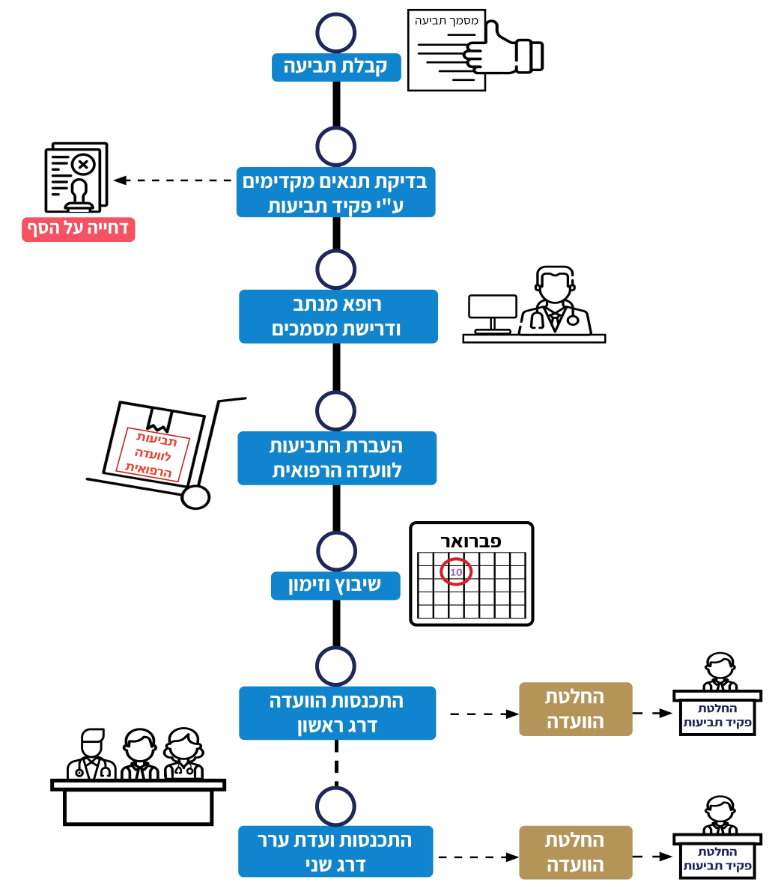 מסמך תביעה
קבלת תביעה
בדיקת תנאים מקדימים
ע"י פקיד תביעות
דחייה על הסף
רופא מנתב
ודרישת מסמכים
העברת התביעות
לוועדה הרפואית
תביעות
לוועדה
הרפואית
פברואר
10
שיבוץ וזימון
התכנסות הוועדה
דרג ראשון
החלטת
הוועדה
החלטת
פקיד תביעות
התכנסות ועדת ערר
דרג שני
החלטת
הוועדה
החלטת
פקיד תביעות